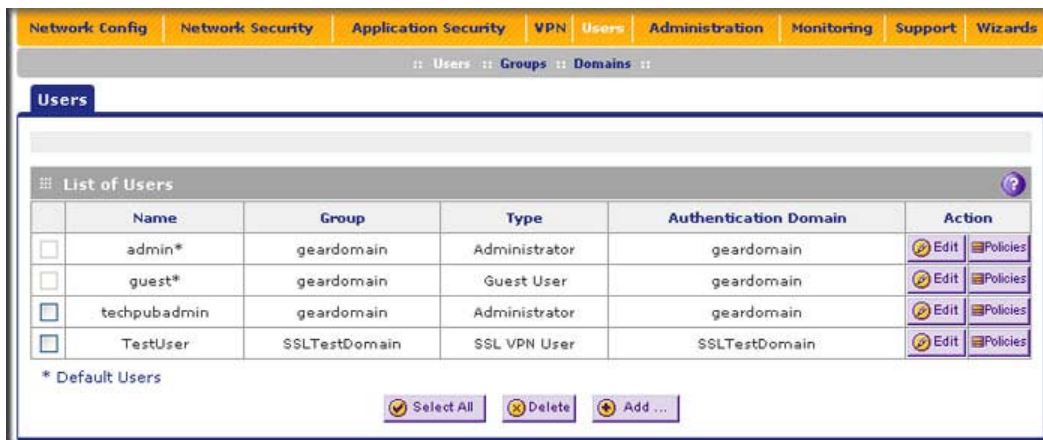 Network Config Network Security Application Security VPN Users Administration Monitoring Support Wizards
:: Users :: Groups :: Domains ::
Users
List of Users ?
Name Group Type Authentication Domain Action
admin* geardomain Administrator geardomain Edit Policies
guest* geardomain Guest User geardomain Edit Policies
techpubadmin geardomain Administrator geardomain Edit Policies
TestUser SSLTestDomain SSL VPN User SSLTestDomain Edit Policies
* Default Users
Select All Delete Add ...